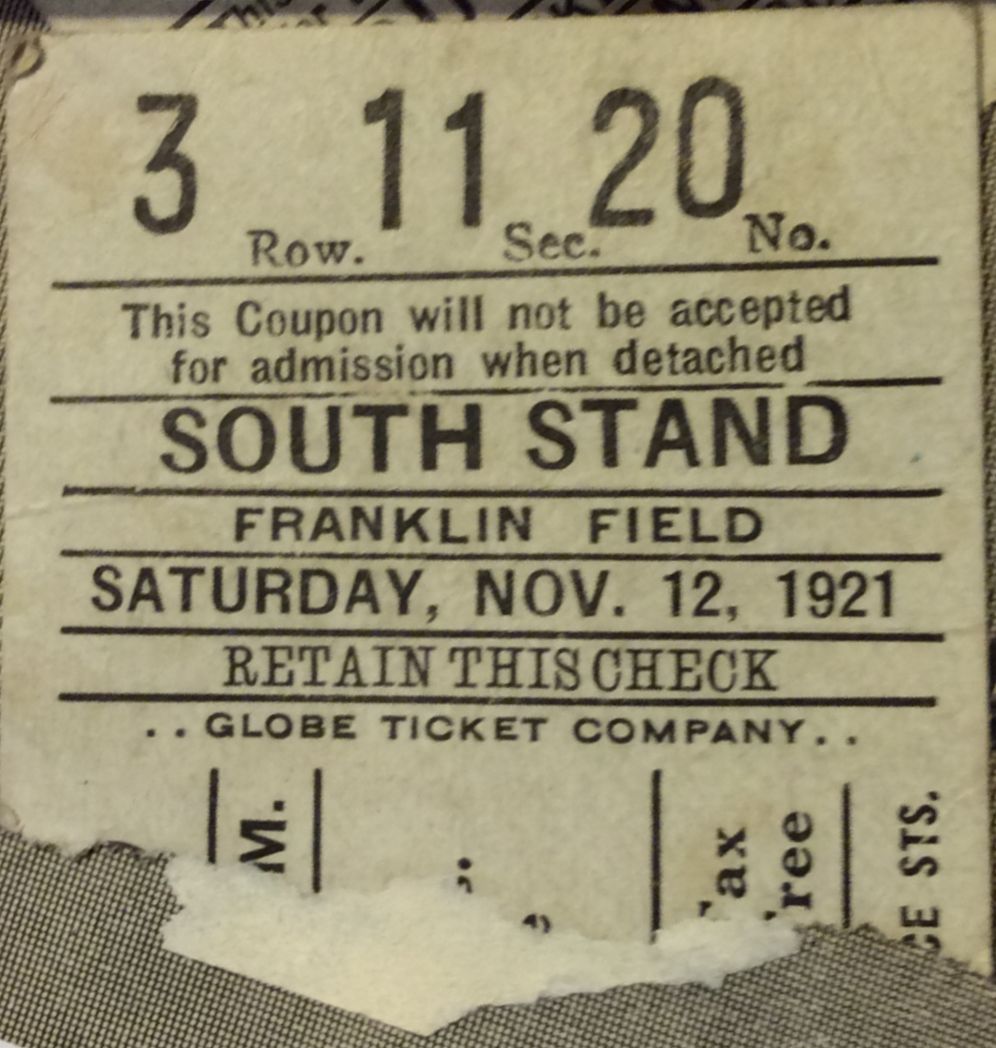 3 Row. 11 Sec. 20 No.
This Coupon will not be accepted
for admission when detached
SOUTH STAND
FRANKLIN FIELD
SATURDAY, NOV. 12, 1921
RETAIN THIS CHECK
..GLOBE TICKET COMPANY..
M.
STS.